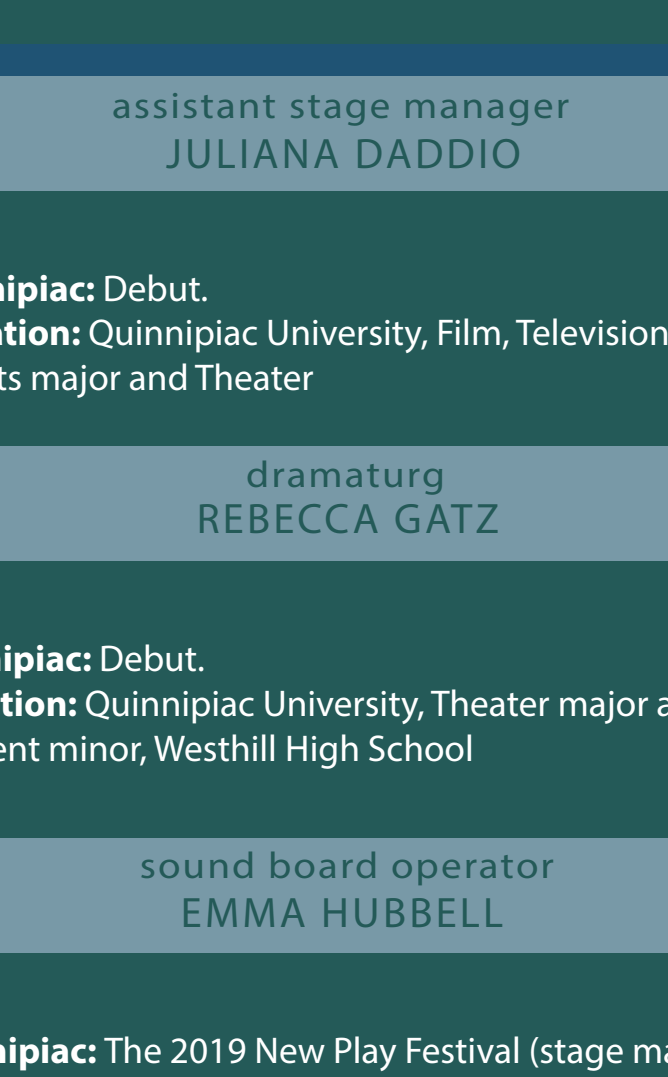 assistant stage manager
JULIANA DADDIO
nipiac: Debut.
ation: Quinnipiac University, Film, Television
ts major and Theater
dramaturg
REBECCA GATZ
nipiac: Debut.
tion: Quinnipiac University, Theater major a
ent minor, Westhill High School
sound board operator
EMMA HUBBELL
nipiac: The 2019 New Play Festival (stage ma